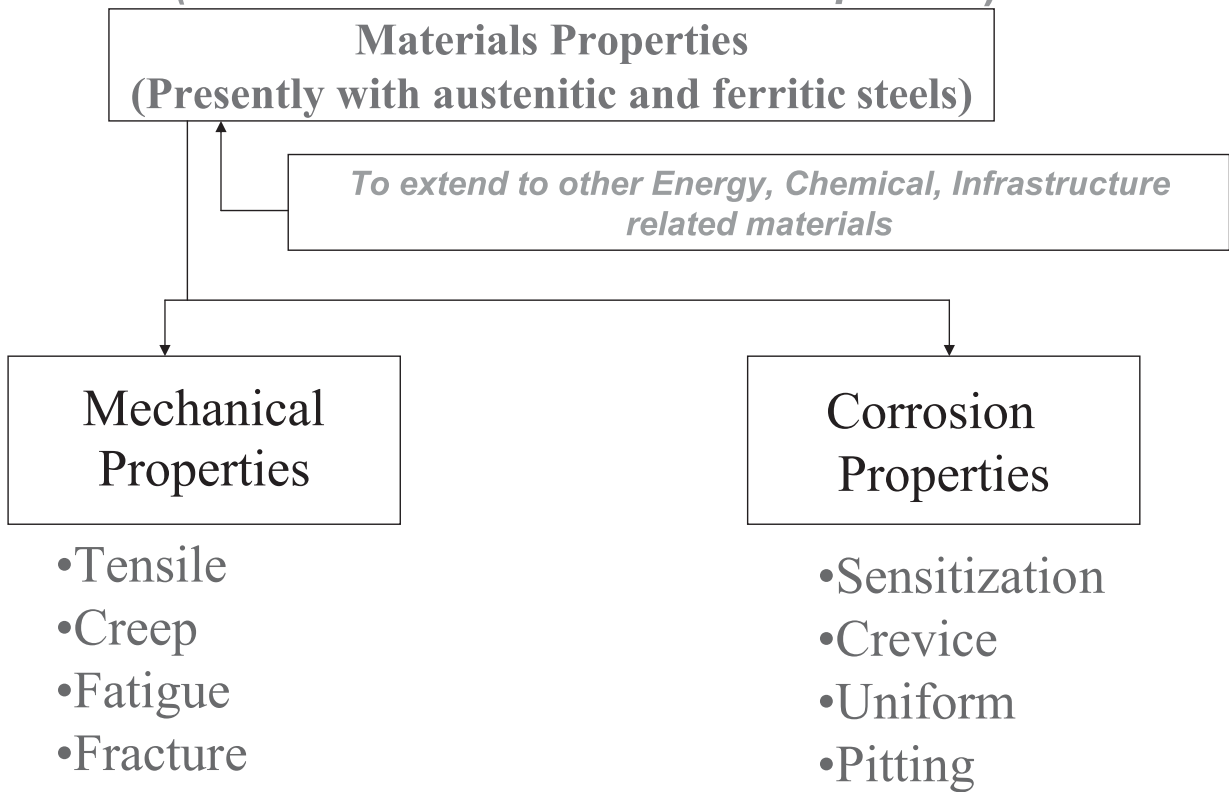 Materials Properties
(Presently with austenitic and ferritic steels)
To extend to other Energy, Chemical, Infrastructure
related materials
Mechanical
Properties
•Tensile
•Creep
•Fatigue
•Fracture
Corrosion
Properties
•Sensitization
•Crevice
•Uniform
•Pitting